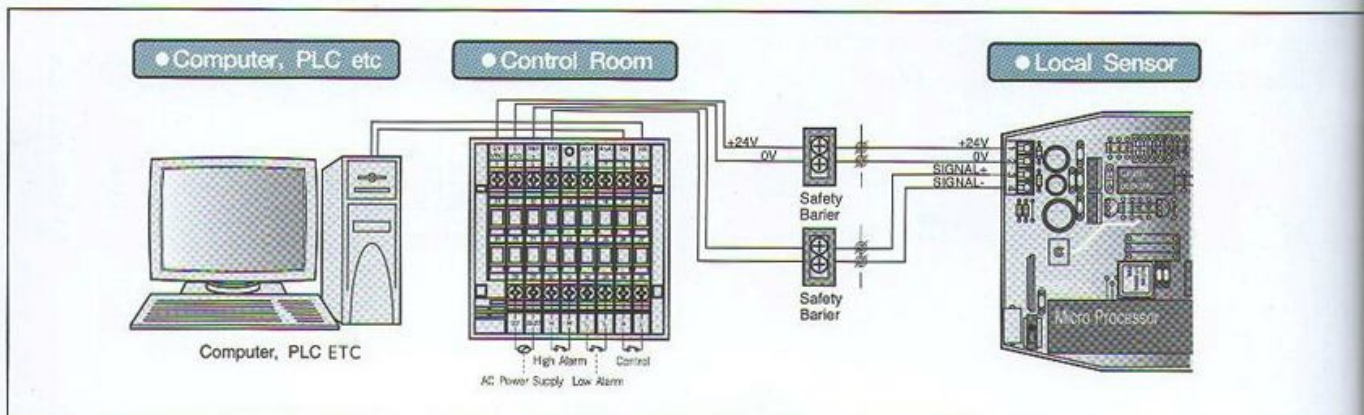 ● Computer, PLC etc
● Control Room
● Local Sensor
+24V
0V
+24V
0V
SIGNAL+
SIGNAL-
Safety
Barier
Safety
Barier
Micro Processor
Computer, PLC ETC
High Alarm
Control
AC Power Supply
Low Alarm